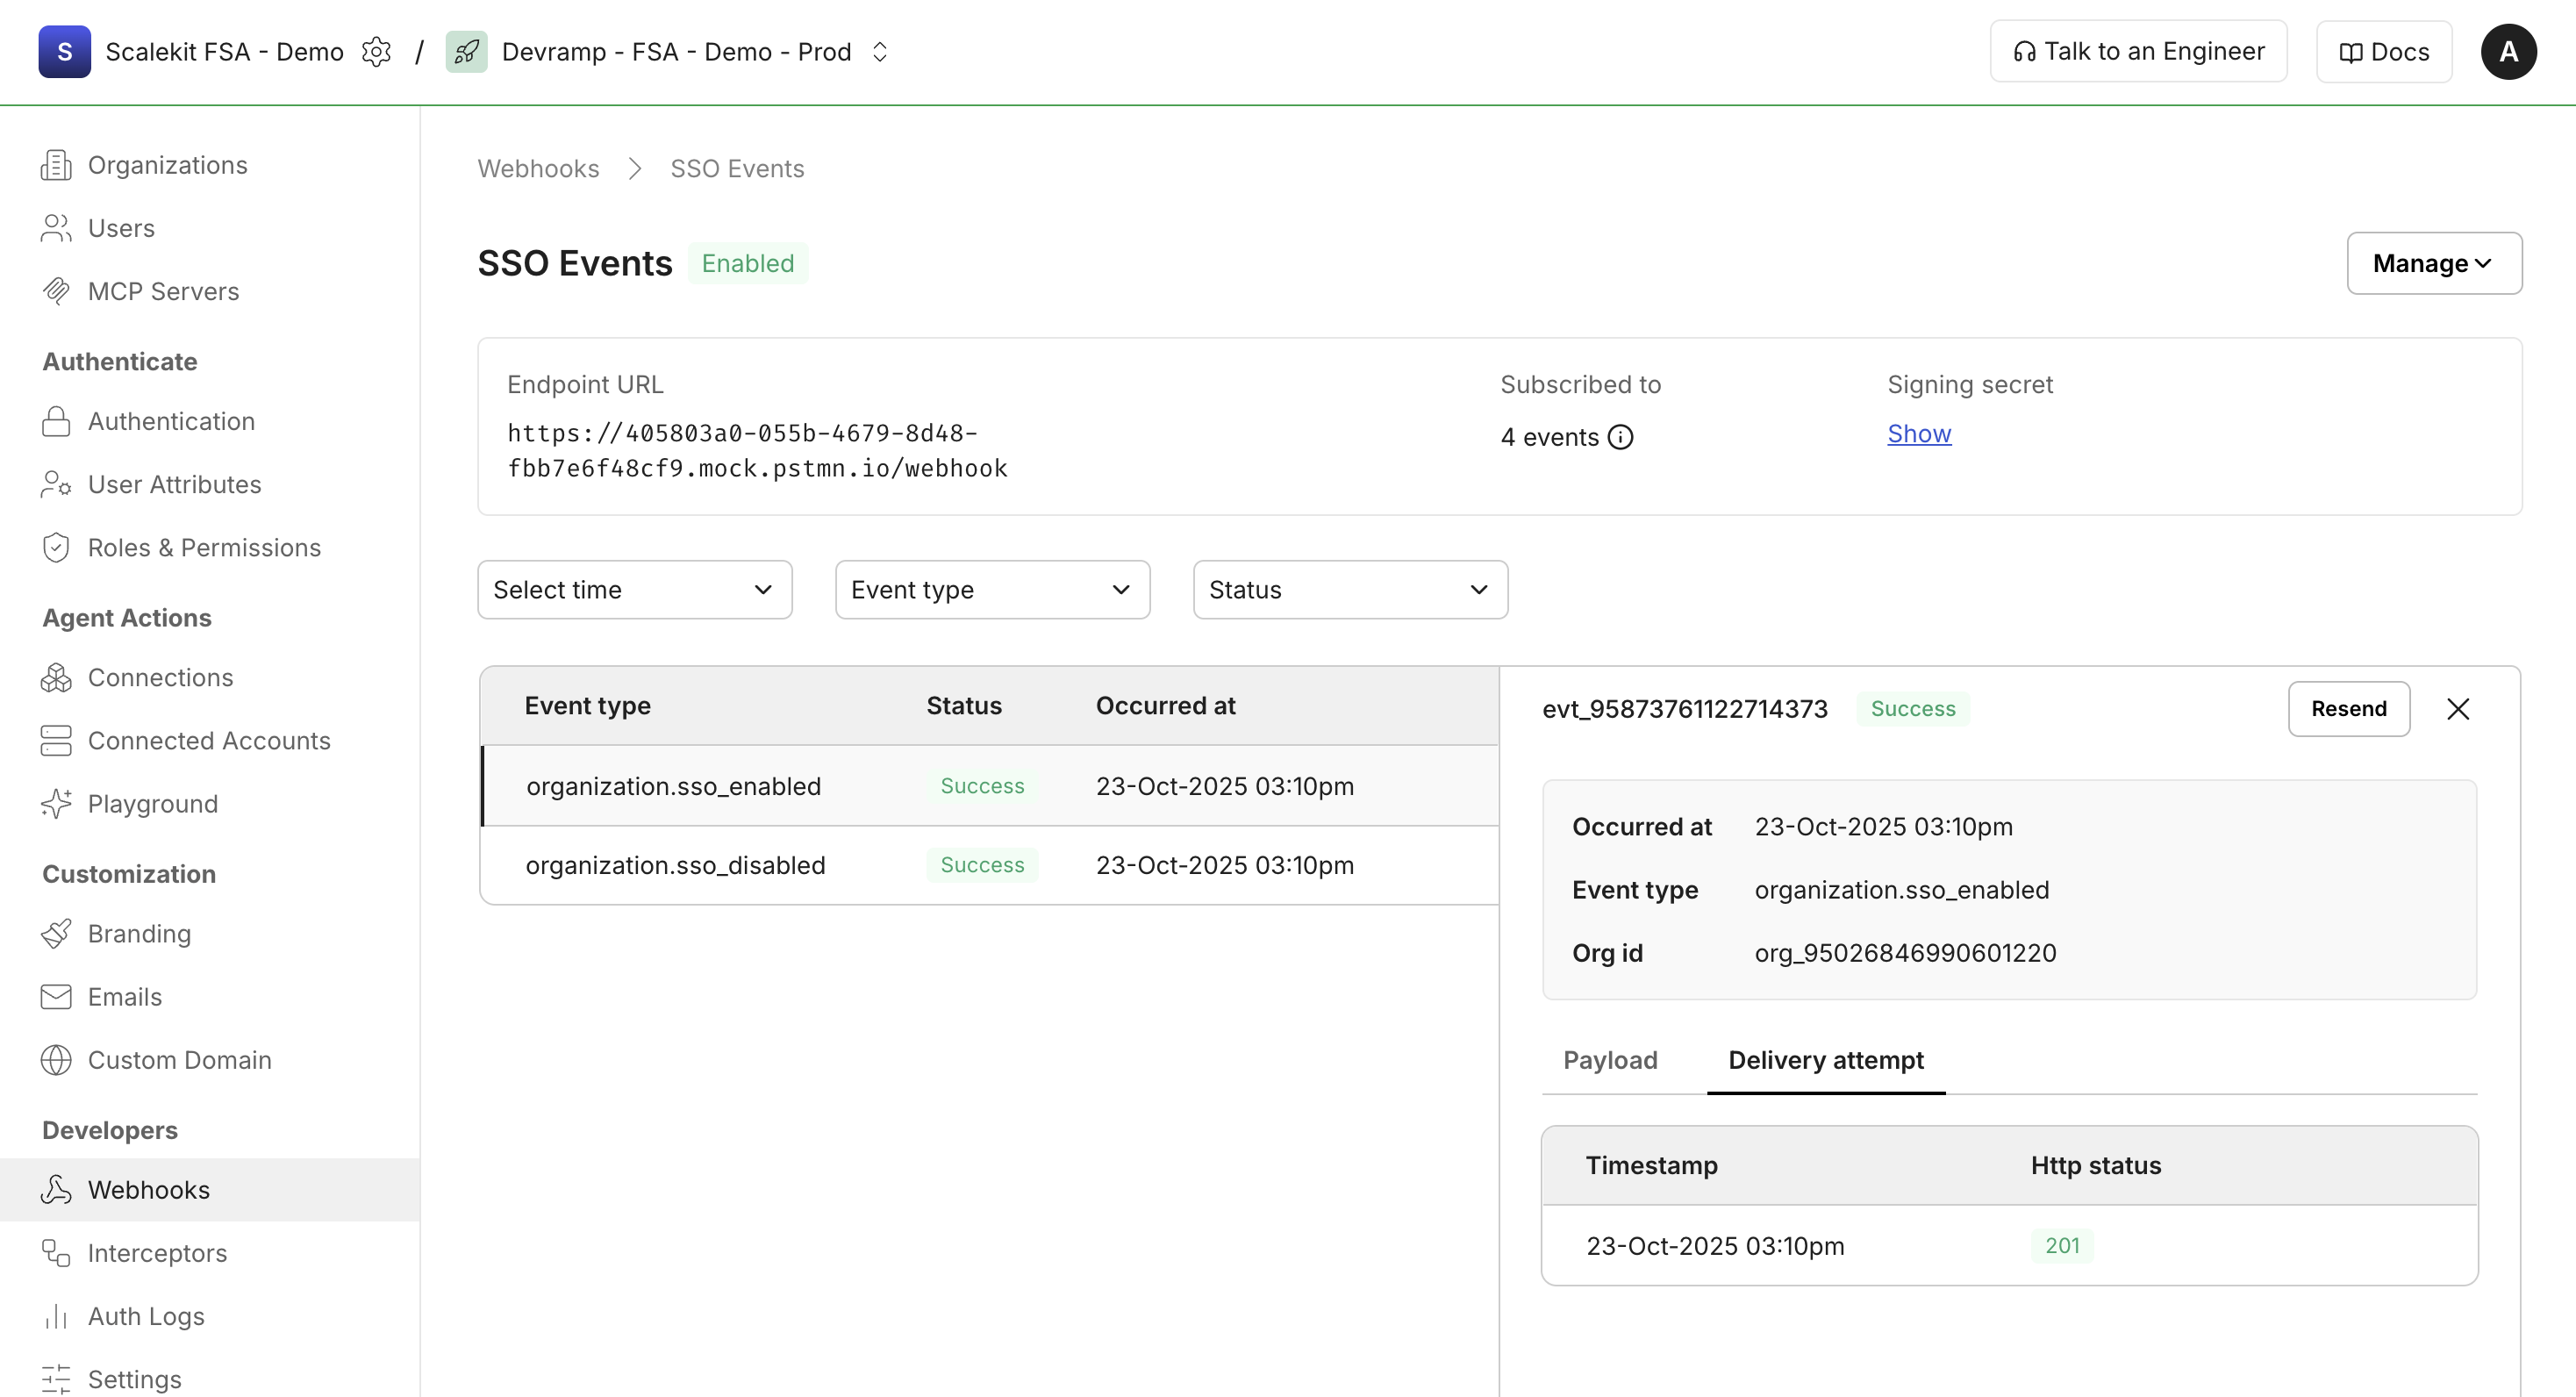 S Scalekit FSA - Demo / Devramp - FSA - Demo - Prod Talk to an Engineer Docs A
Organizations
Users
MCP Servers
Authenticate
Authentication
User Attributes
Roles & Permissions
Agent Actions
Connections
Connected Accounts
Playground
Customization
Branding
Emails
Custom Domain
Developers
Webhooks
Interceptors
Auth Logs
Settings
Webhooks SSO Events
SSO Events Enabled Manage
Endpoint URL
https://405803a0-055b-4679-8d48-
fbb7e6f48cf9.mock.pstmn.io/webhook
Subscribed to
4 events
Signing secret
Show
Select time Event type Status
Event type Status Occurred at
organization.sso_enabled Success 23-Oct-2025 03:10pm
organization.sso_disabled Success 23-Oct-2025 03:10pm
evt_95873761122714373 Success Resend
Occurred at 23-Oct-2025 03:10pm
Event type organization.sso_enabled
Org id org_95026846990601220
Payload Delivery attempt
Timestamp Http status
23-Oct-2025 03:10pm 201